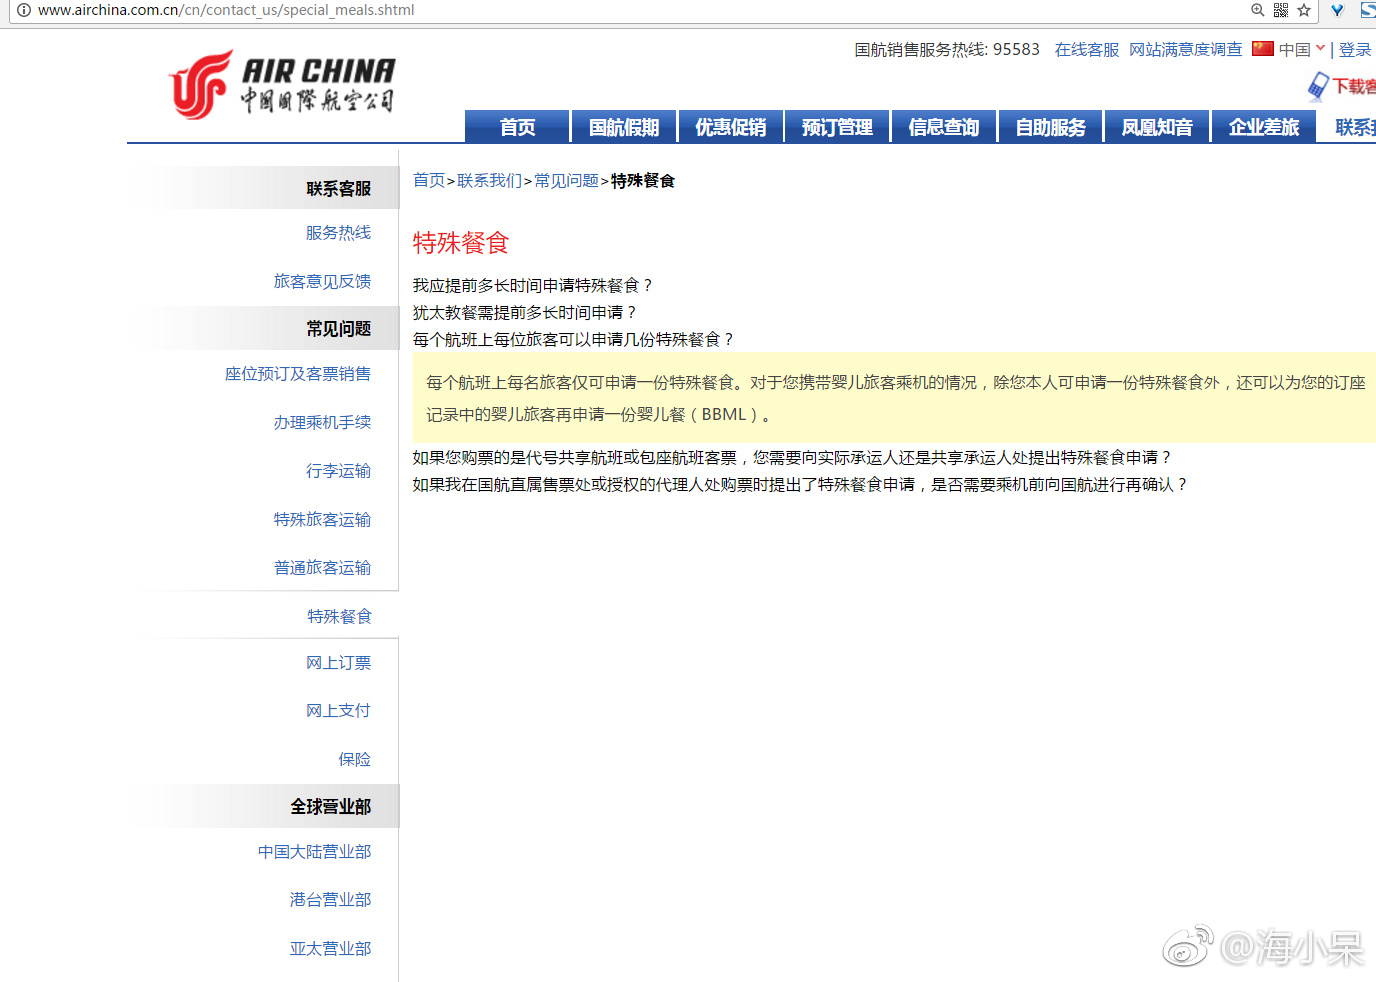 www.airchina.com.cn/cn/contact_us/special_meals.shtml
国航销售服务热线: 95583 在线客服 网站满意度调查 中国 | 登录
AIR CHINA
中国国際航空公司
下载客
首页 国航假期 优惠促销 预订管理 信息查询 自助服务 凤凰知音 企业差旅 联系我
联系客服
服务热线
旅客意见反馈
常见问题
座位预订及客票销售
办理乘机手续
行李运输
特殊旅客运输
普通旅客运输
特殊餐食
网上订票
网上支付
保险
全球营业部
中国大陆营业部
港台营业部
亚太营业部
首页>联系我们>常见问题>特殊餐食
特殊餐食
我应提前多长时间申请特殊餐食？
犹太教餐需提前多长时间申请？
每个航班上每位旅客可以申请几份特殊餐食？
每个航班上每名旅客仅可申请一份特殊餐食。对于您携带婴儿旅客乘机的情况，除您本人可申请一份特殊餐食外，还可以为您的订座
记录中的婴儿旅客再申请一份婴儿餐（BBML）。
如果您购票的是代号共享航班或包座航班客票，您需要向实际承运人还是共享承运人处提出特殊餐食申请？
如果我在国航直属售票处或授权的代理人处购票时提出了特殊餐食申请，是否需要乘机前向国航进行再确认？
@海小呆